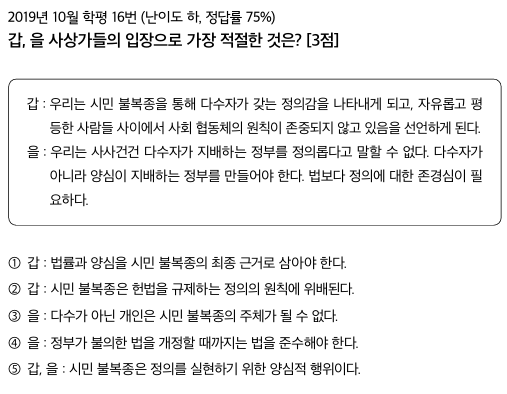 2019년 10월 학평 16번 (난이도 하, 정답률 75%)
갑, 을 사상가들의 입장으로 가장 적절한 것은? [3점]
갑 : 우리는 시민 불복종을 통해 다수자가 갖는 정의감을 나타내게 되고, 자유롭고 평
등한 사람들 사이에서 사회 협동체의 원칙이 존중되지 않고 있음을 선언하게 된다.
을 : 우리는 사사건건 다수자가 지배하는 정부를 정의롭다고 말할 수 없다. 다수자가
아니라 양심이 지배하는 정부를 만들어야 한다. 법보다 정의에 대한 존경심이 필
요하다.
① 갑 : 법률과 양심을 시민 불복종의 최종 근거로 삼아야 한다.
② 갑 : 시민 불복종은 헌법을 규제하는 정의의 원칙에 위배된다.
③ 을 : 다수가 아닌 개인은 시민 불복종의 주체가 될 수 없다.
④ 을 : 정부가 불의한 법을 개정할 때까지는 법을 준수해야 한다.
⑤ 갑, 을 : 시민 불복종은 정의를 실현하기 위한 양심적 행위이다.